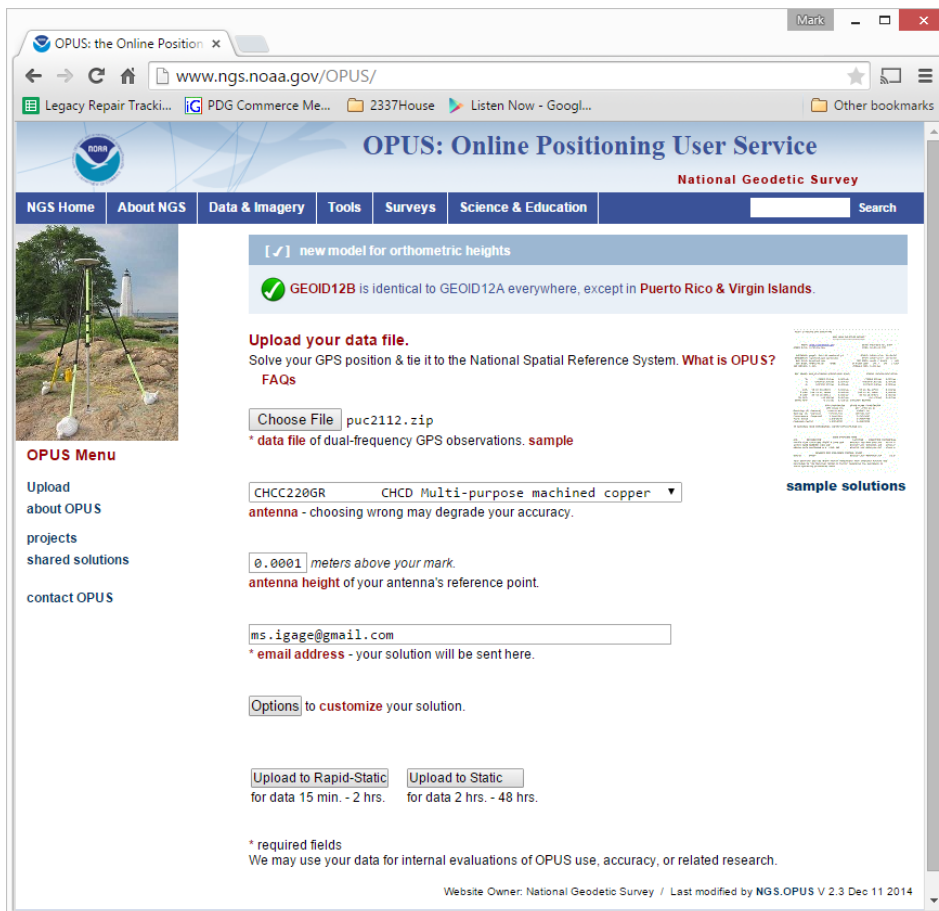 Mark
OPUS: the Online Position
www.ngs.noaa.gov/OPUS/
Legacy Repair Tracki... iG PDG Commerce Me... 2337House Listen Now - Googl... Other bookmarks
NOAA
OPUS: Online Positioning User Service
National Geodetic Survey
NGS Home About NGS Data & Imagery Tools Surveys Science & Education Search
[✓] new model for orthometric heights
GEOID12B is identical to GEOID12A everywhere, except in Puerto Rico & Virgin Islands.
Upload your data file.
Solve your GPS position & tie it to the National Spatial Reference System. What is OPUS?
FAQs
Choose File puc2112.zip
* data file of dual-frequency GPS observations. sample
OPUS Menu
Upload
about OPUS
projects
shared solutions
contact OPUS
sample solutions
CHCC220GR CHCD Multi-purpose machined copper
antenna - choosing wrong may degrade your accuracy.
0.0001 meters above your mark.
antenna height of your antenna's reference point.
ms.igage@gmail.com
* email address - your solution will be sent here.
Options to customize your solution.
Upload to Rapid-Static Upload to Static
for data 15 min. - 2 hrs. for data 2 hrs. - 48 hrs.
* required fields
We may use your data for internal evaluations of OPUS use, accuracy, or related research.
Website Owner: National Geodetic Survey / Last modified by NGS.OPUS V 2.3 Dec 11 2014